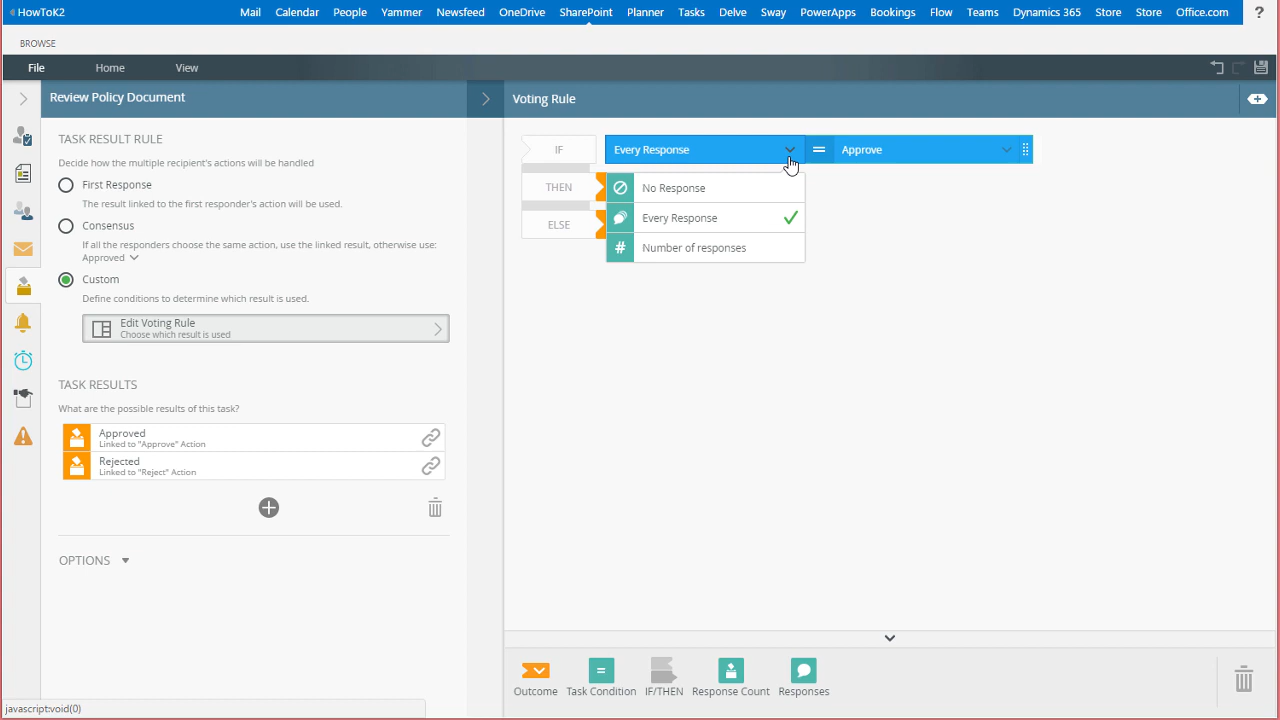 HowToK2
Mail Calendar People Yammer Newsfeed OneDrive SharePoint Planner Tasks Delve Sway PowerApps Bookings Flow Teams Dynamics 365 Store Store Office.com ?
BROWSE
File Home View
Review Policy Document
Voting Rule
TASK RESULT RULE
Decide how the multiple recipient's actions will be handled
First Response
The result linked to the first responder's action will be used.
Consensus
If all the responders choose the same action, use the linked result, otherwise use:
Approved
Custom
Define conditions to determine which result is used.
Edit Voting Rule
Choose which result is used
TASK RESULTS
What are the possible results of this task?
Approved
Linked to "Approve" Action
Rejected
Linked to "Reject" Action
OPTIONS
IF Every Response = Approve
THEN
ELSE
No Response
Every Response
# Number of responses
Outcome Task Condition IF/THEN Response Count Responses
javascript:void(0)